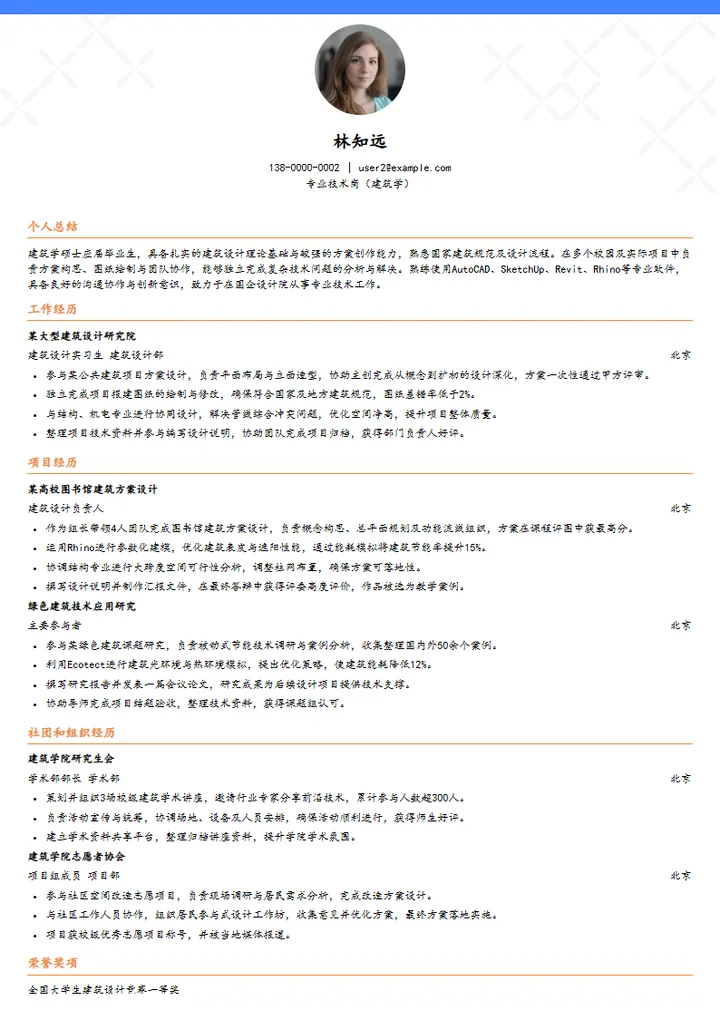 林知远
138-0000-0002 | user2@example.com
专业技术岗（建筑学）
个人总结
建筑学硕士应届毕业生，具备扎实的建筑设计理论基础与较强的方案创作能力，熟悉国家建筑规范及设计流程。在多个校园及实际项目中负
责方案构思、图纸绘制与团队协作，能够独立完成复杂技术问题的分析与解决。熟练使用AutoCAD、SketchUp、Revit、Rhino等专业软件，
具备良好的沟通协作与创新意识，致力于在国企设计院从事专业技术工作。
工作经历
某大型建筑设计研究院
建筑设计实习生 建筑设计部 北京
• 参与某公共建筑项目方案设计，负责平面布局与立面造型，协助主创完成从概念到扩初的设计深化，方案一次性通过甲方评审。
• 独立完成项目报建图纸的绘制与修改，确保符合国家及地方建筑规范，图纸差错率低于2%。
• 与结构、机电专业进行协同设计，解决管线综合冲突问题，优化空间净高，提升项目整体质量。
• 整理项目技术资料并参与编写设计说明，协助团队完成项目归档，获得部门负责人好评。
项目经历
某高校图书馆建筑方案设计
建筑设计负责人 北京
• 作为组长带领4人团队完成图书馆建筑方案设计，负责概念构思、总平面规划及功能流线组织，方案在课程评图中获最高分。
• 运用Rhino进行参数化建模，优化建筑表皮与遮阳性能，通过能耗模拟将建筑节能率提升15%。
• 协调结构专业进行大跨度空间可行性分析，调整柱网布置，确保方案可落地性。
• 撰写设计说明并制作汇报文件，在最终答辩中获得评委高度评价，作品被选为教学案例。
绿色建筑技术应用研究
主要参与者 北京
• 参与某绿色建筑课题研究，负责被动式节能技术调研与案例分析，收集整理国内外50余个案例。
• 利用Ecotect进行建筑光环境与热环境模拟，提出优化策略，使建筑能耗降低12%。
• 撰写研究报告并发表一篇会议论文，研究成果为后续设计项目提供技术支撑。
• 协助导师完成项目结题验收，整理技术资料，获得课题组认可。
社团和组织经历
建筑学院研究生会
学术部部长 学术部 北京
• 策划并组织3场校级建筑学术讲座，邀请行业专家分享前沿技术，累计参与人数超300人。
• 负责活动宣传与统筹，协调场地、设备及人员安排，确保活动顺利进行，获得师生好评。
• 建立学术资料共享平台，整理归档讲座资料，提升学院学术氛围。
建筑学院志愿者协会
项目组成员 项目部 北京
• 参与社区空间改造志愿项目，负责现场调研与居民需求分析，完成改造方案设计。
• 与社区工作人员协作，组织居民参与式设计工作坊，收集意见并优化方案，最终方案落地实施。
• 项目获校级优秀志愿项目称号，并被当地媒体报道。
荣誉奖项
全国大学生建筑设计竞赛一等奖